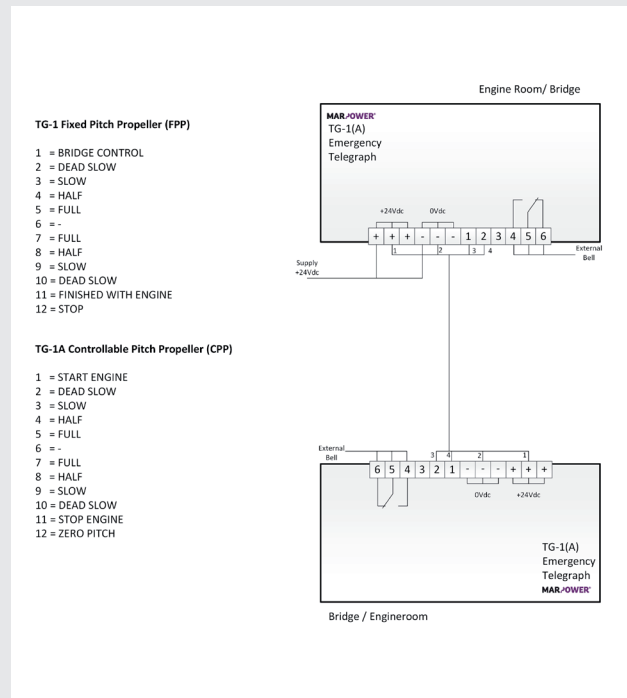 Engine Room/ Bridge
TG-1 Fixed Pitch Propeller (FPP)
1 = BRIDGE CONTROL
2 = DEAD SLOW
3 = SLOW
4 = HALF
5 = FULL
6 = -
7 = FULL
8 = HALF
9 = SLOW
10 = DEAD SLOW
11 = FINISHED WITH ENGINE
12 = STOP
TG-1A Controllable Pitch Propeller (CPP)
1 = START ENGINE
2 = DEAD SLOW
3 = SLOW
4 = HALF
5 = FULL
6 = -
7 = FULL
8 = HALF
9 = SLOW
10 = DEAD SLOW
11 = STOP ENGINE
12 = ZERO PITCH
MARPOWER
TG-1(A)
Emergency
Telegraph
+24Vdc 0Vdc
+ + + - - - 1 2 3 4 5 6
1 2 3 4
External
Bell
Supply
+24Vdc
External
Bell
3 4 2 1
6 5 4 3 2 1 - - - + + +
0Vdc +24Vdc
TG-1(A)
Emergency
Telegraph
MARPOWER
Bridge / Engineroom